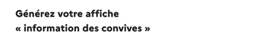 Générez votre affiche
« information des convives »